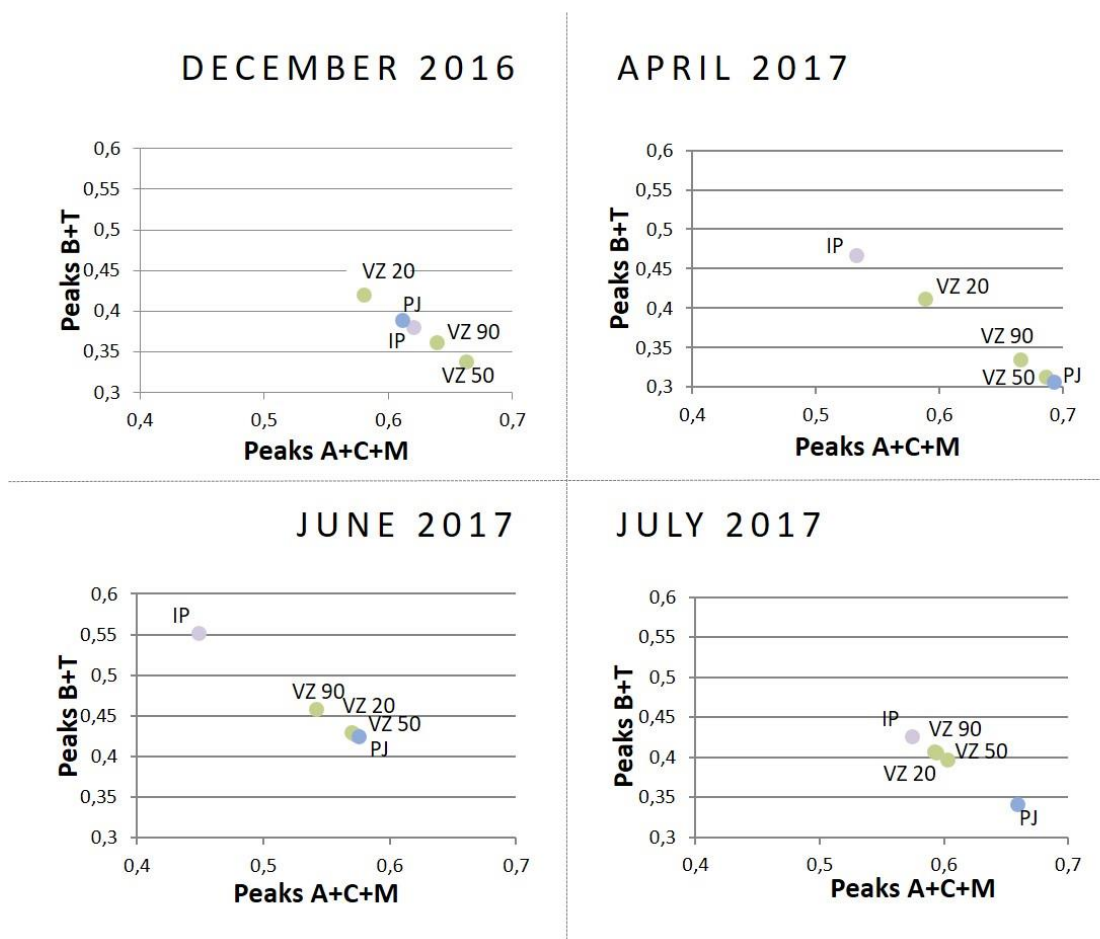 DECEMBER 2016
0,6
0,55
0,5
0,45
0,4
0,35
0,3
Peaks B+T
VZ 20
PJ
IP
VZ 90
VZ 50
0,4 0,5 0,6 0,7
Peaks A+C+M
APRIL 2017
0,6
0,55
0,5
0,45
0,4
0,35
0,3
Peaks B+T
IP
VZ 20
VZ 90
VZ 50
PJ
0,4 0,5 0,6 0,7
Peaks A+C+M
JUNE 2017
0,6
0,55
0,5
0,45
0,4
0,35
0,3
Peaks B+T
IP
VZ 90
VZ 20
VZ 50
PJ
0,4 0,5 0,6 0,7
Peaks A+C+M
JULY 2017
0,6
0,55
0,5
0,45
0,4
0,35
0,3
Peaks B+T
IP
VZ 90
VZ 50
VZ 20
PJ
0,4 0,5 0,6 0,7
Peaks A+C+M